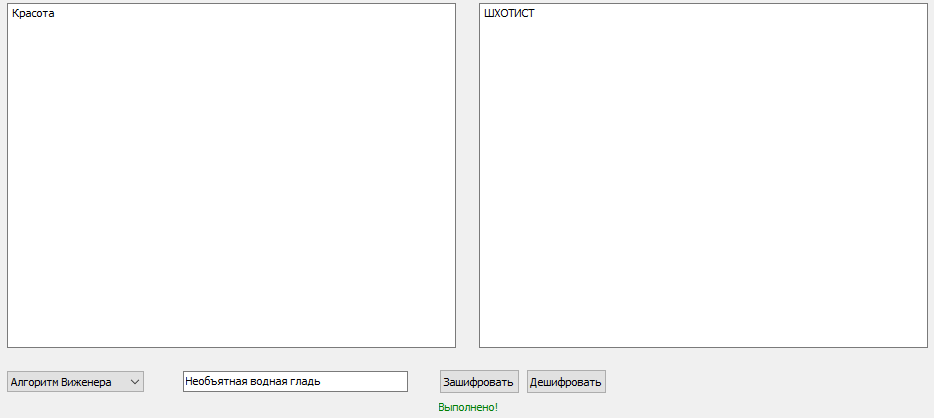 Красота
ШХОТИСТ
Алгоритм Виженера
Необъятная водная гладь
Зашифровать
Дешифровать
Выполнено!